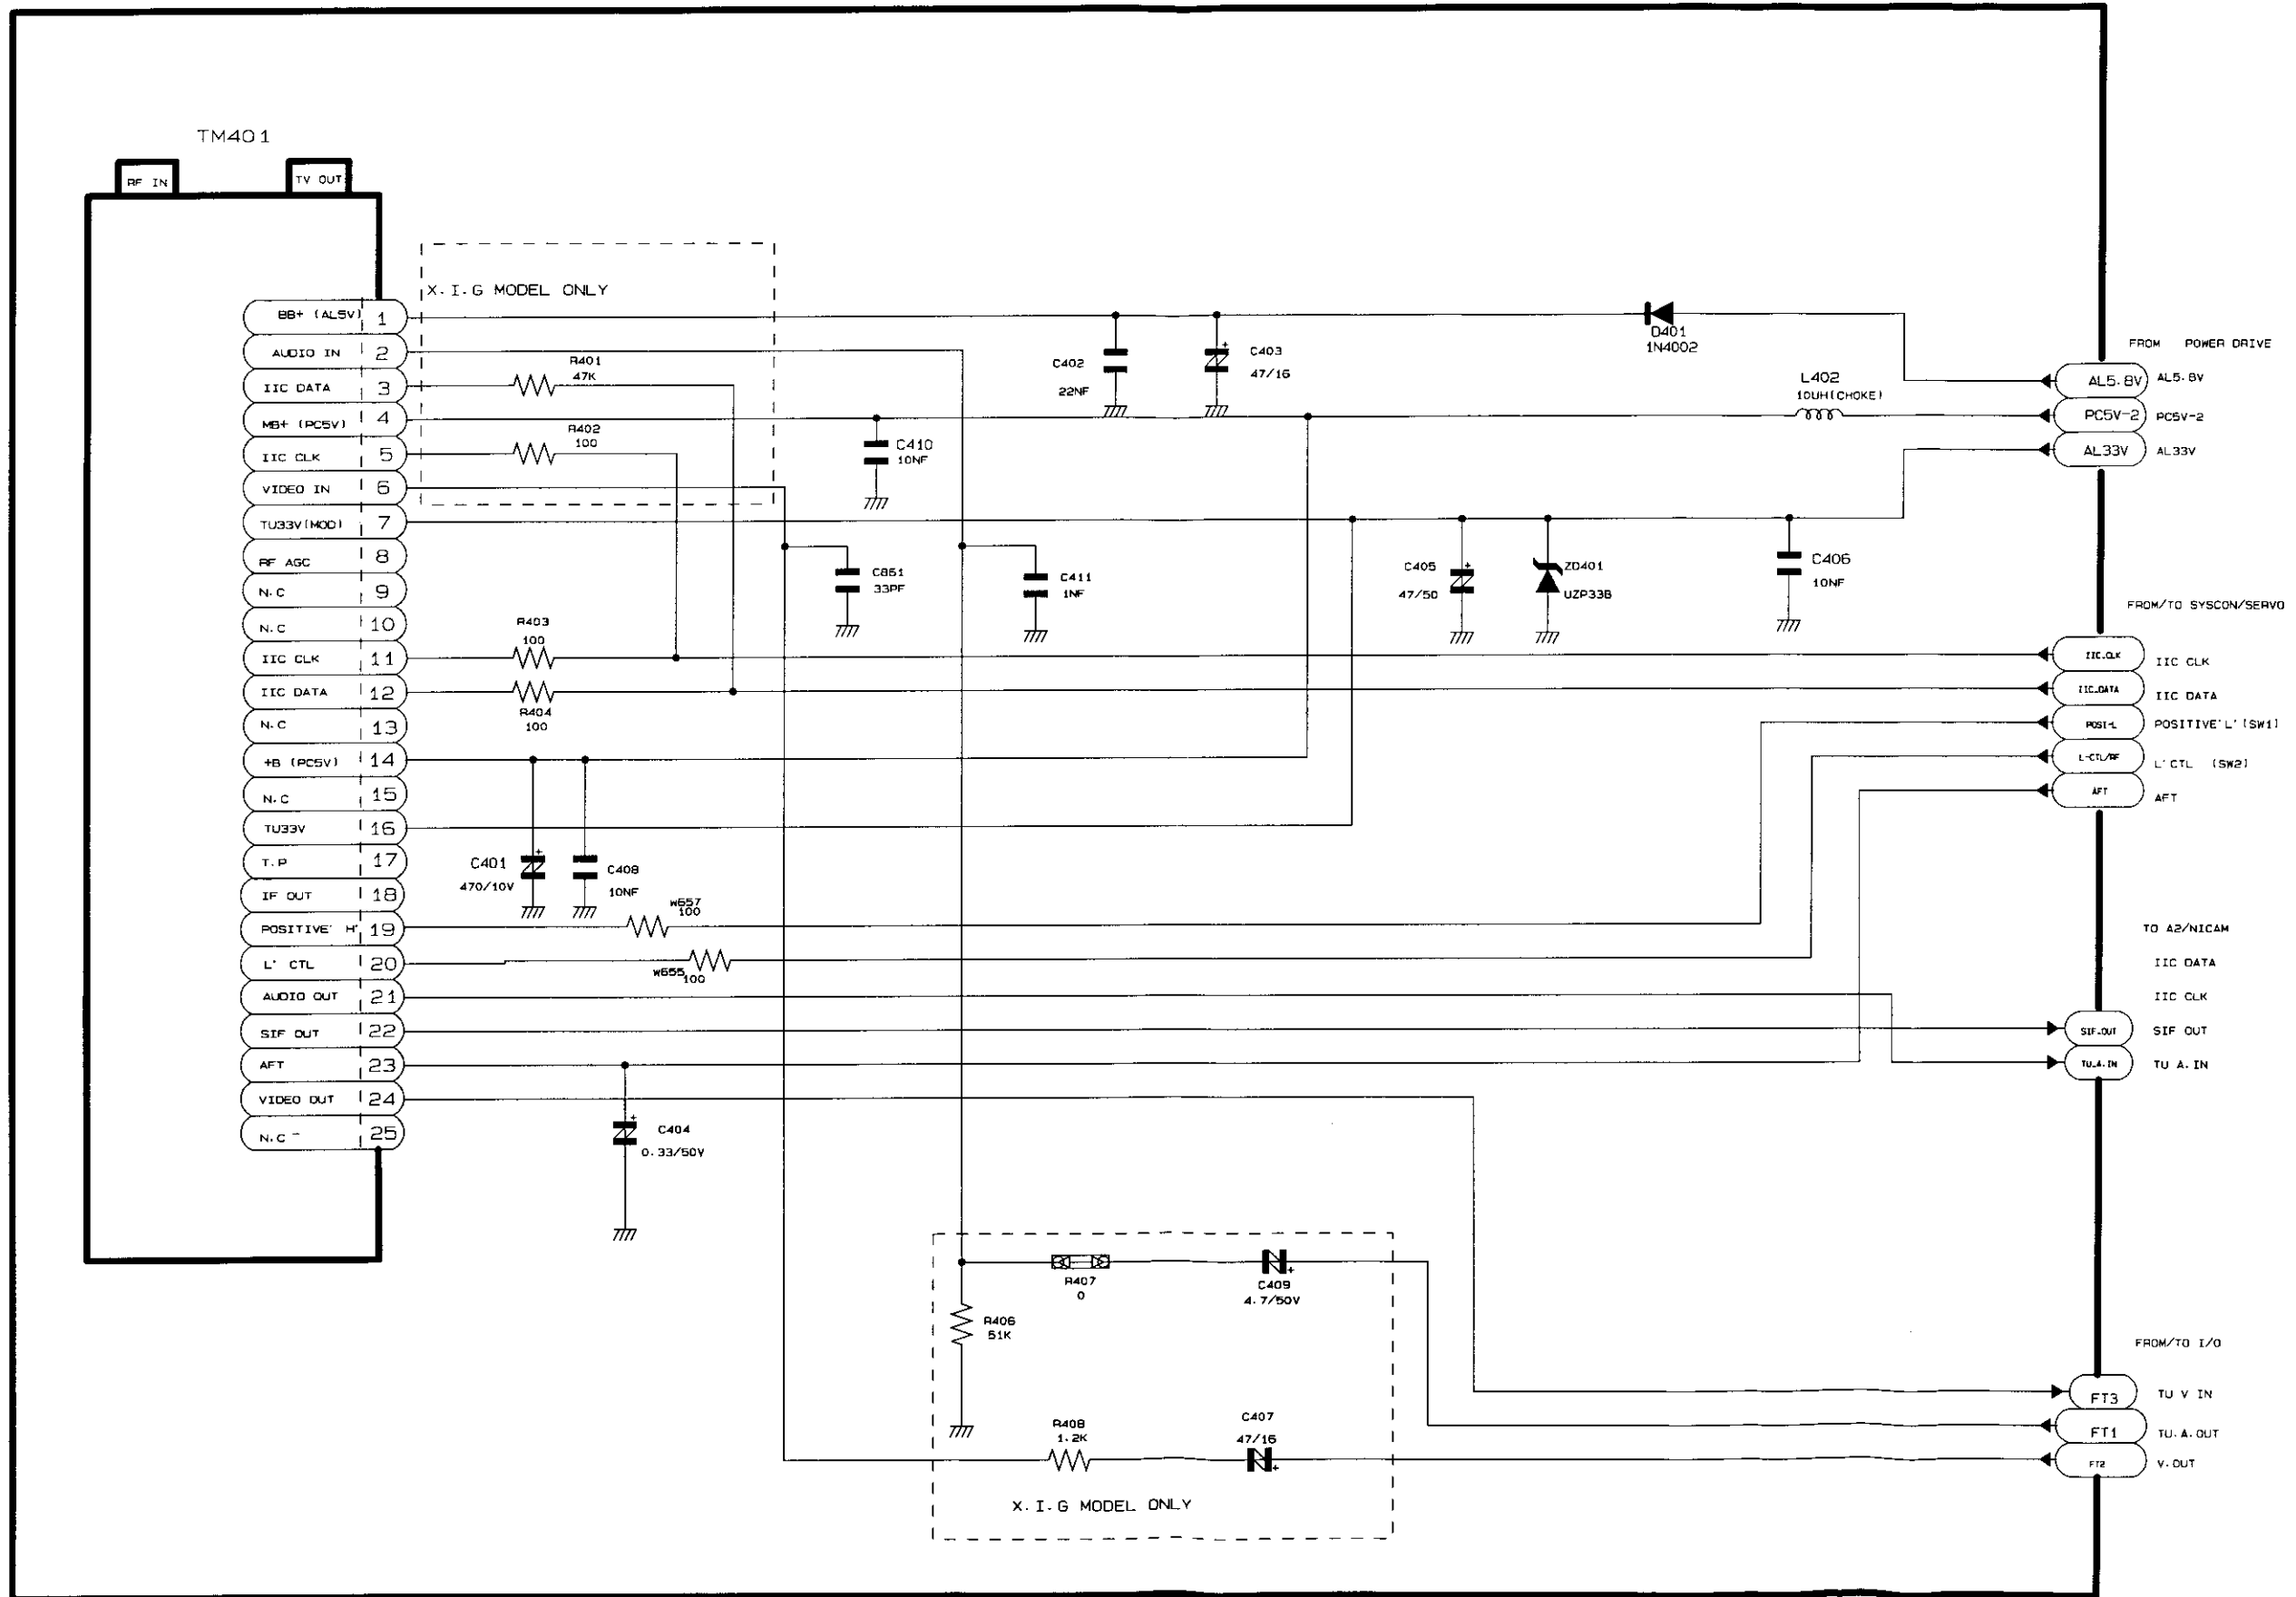 TM401
RF IN
TV OUT
X.I.G MODEL ONLY
BB+ (AL5V) 1
AUDIO IN 2
IIC DATA 3
MB+ (PC5V) 4
IIC CLK 5
VIDEO IN 6
TU33V(MOD) 7
RF AGC 8
N.C 9
N.C 10
IIC CLK 11
IIC DATA 12
N.C 13
+B (PC5V) 14
N.C 15
TU33V 16
T.P 17
IF OUT 18
POSITIVE' H' 19
L' CTL 20
AUDIO OUT 21
SIF OUT 22
AFT 23
VIDEO OUT 24
N.C 25
R401
47K
R402
100
R403
100
R404
100
C410
10NF
C402
22NF
C403
47/16
D401
1N4002
L402
10UH(CHOKE)
C861
33PF
C411
1NF
C405
47/50
ZD401
UZP33B
C406
10NF
C401
470/10V
C408
10NF
W657
100
W655
100
C404
0.33/50V
R407
0
C409
4.7/50V
R406
51K
R408
1.2K
C407
47/16
X.I.G MODEL ONLY
FROM POWER DRIVE
AL5.8V AL5.8V
PC5V-2 PC5V-2
AL33V AL33V
FROM/TO SYSCON/SERVO
IIC.CLK IIC CLK
IIC.DATA IIC DATA
POSI-L POSITIVE'L'(SW1)
L-CTL/RF L'CTL (SW2)
AFT AFT
TO A2/NICAM
IIC DATA
IIC CLK
SIF.OUT SIF OUT
TU.A.IN TU A.IN
FROM/TO I/O
FT3 TU V IN
FT1 TU.A.OUT
FT2 V.OUT